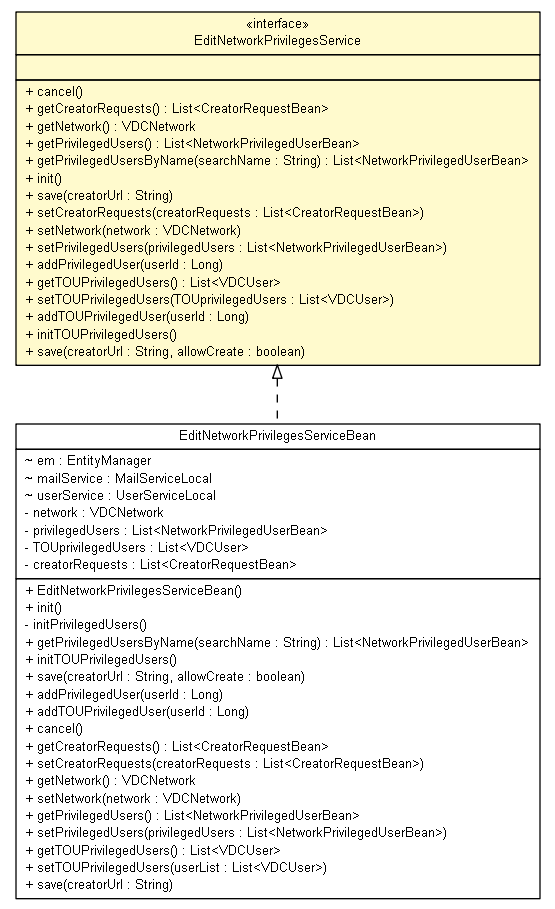 «interface»
EditNetworkPrivilegesService
+ cancel()
+ getCreatorRequests() : List<CreatorRequestBean>
+ getNetwork() : VDCNetwork
+ getPrivilegedUsers() : List<NetworkPrivilegedUserBean>
+ getPrivilegedUsersByName(searchName : String) : List<NetworkPrivilegedUserBean>
+ init()
+ save(creatorUrl : String)
+ setCreatorRequests(creatorRequests : List<CreatorRequestBean>)
+ setNetwork(network : VDCNetwork)
+ setPrivilegedUsers(privilegedUsers : List<NetworkPrivilegedUserBean>)
+ addPrivilegedUser(userId : Long)
+ getTOUPrivilegedUsers() : List<VDCUser>
+ setTOUPrivilegedUsers(TOUprivilegedUsers : List<VDCUser>)
+ addTOUPrivilegedUser(userId : Long)
+ initTOUPrivilegedUsers()
+ save(creatorUrl : String, allowCreate : boolean)
EditNetworkPrivilegesServiceBean
~ em : EntityManager
~ mailService : MailServiceLocal
~ userService : UserServiceLocal
- network : VDCNetwork
- privilegedUsers : List<NetworkPrivilegedUserBean>
- TOUprivilegedUsers : List<VDCUser>
- creatorRequests : List<CreatorRequestBean>
+ EditNetworkPrivilegesServiceBean()
+ init()
- initPrivilegedUsers()
+ getPrivilegedUsersByName(searchName : String) : List<NetworkPrivilegedUserBean>
+ initTOUPrivilegedUsers()
+ save(creatorUrl : String, allowCreate : boolean)
+ addPrivilegedUser(userId : Long)
+ addTOUPrivilegedUser(userId : Long)
+ cancel()
+ getCreatorRequests() : List<CreatorRequestBean>
+ setCreatorRequests(creatorRequests : List<CreatorRequestBean>)
+ getNetwork() : VDCNetwork
+ setNetwork(network : VDCNetwork)
+ getPrivilegedUsers() : List<NetworkPrivilegedUserBean>
+ setPrivilegedUsers(privilegedUsers : List<NetworkPrivilegedUserBean>)
+ getTOUPrivilegedUsers() : List<VDCUser>
+ setTOUPrivilegedUsers(userList : List<VDCUser>)
+ save(creatorUrl : String)